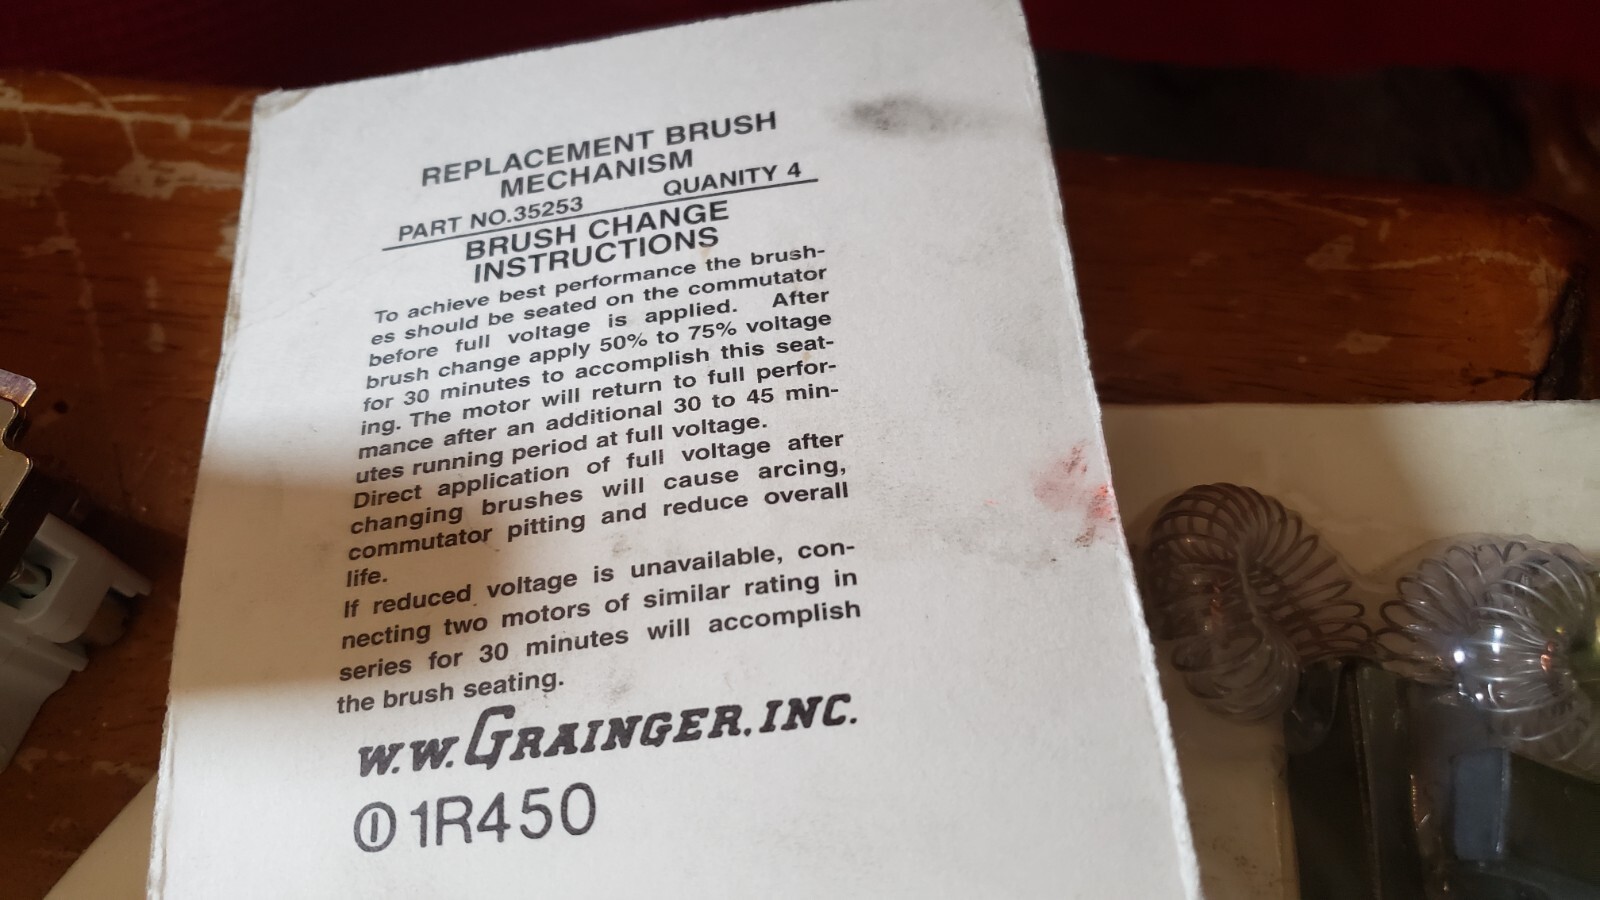 REPLACEMENT BRUSH
MECHANISM
PART NO.35253 QUANITY 4
BRUSH CHANGE
INSTRUCTIONS
To achieve best performance the brush-
es should be seated on the commutator
before full voltage is applied. After
brush change apply 50% to 75% voltage
for 30 minutes to accomplish this seat-
ing. The motor will return to full perfor-
mance after an additional 30 to 45 min-
utes running period at full voltage.
Direct application of full voltage after
changing brushes will cause arcing,
commutator pitting and reduce overall
life.
If reduced voltage is unavailable, con-
necting two motors of similar rating in
series for 30 minutes will accomplish
the brush seating.
W.W. GRAINGER, INC.
① 1R450